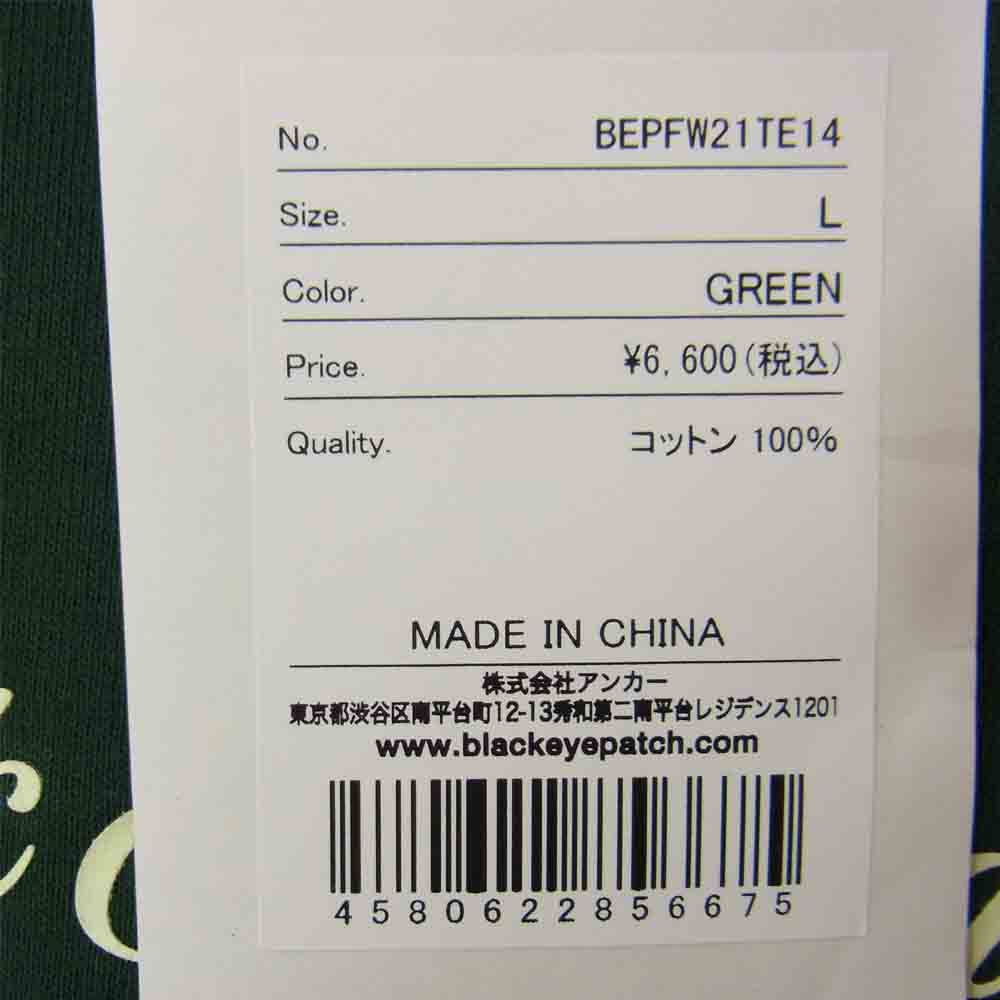 No. BEPFW21TE14
Size. L
Color. GREEN
Price. ¥6,600(税込)
Quality. コットン 100%
MADE IN CHINA
株式会社アンカー
東京都渋谷区南平台町12-13秀和第二南平台レジデンス1201
www.blackeyepatch.com
4580622856675